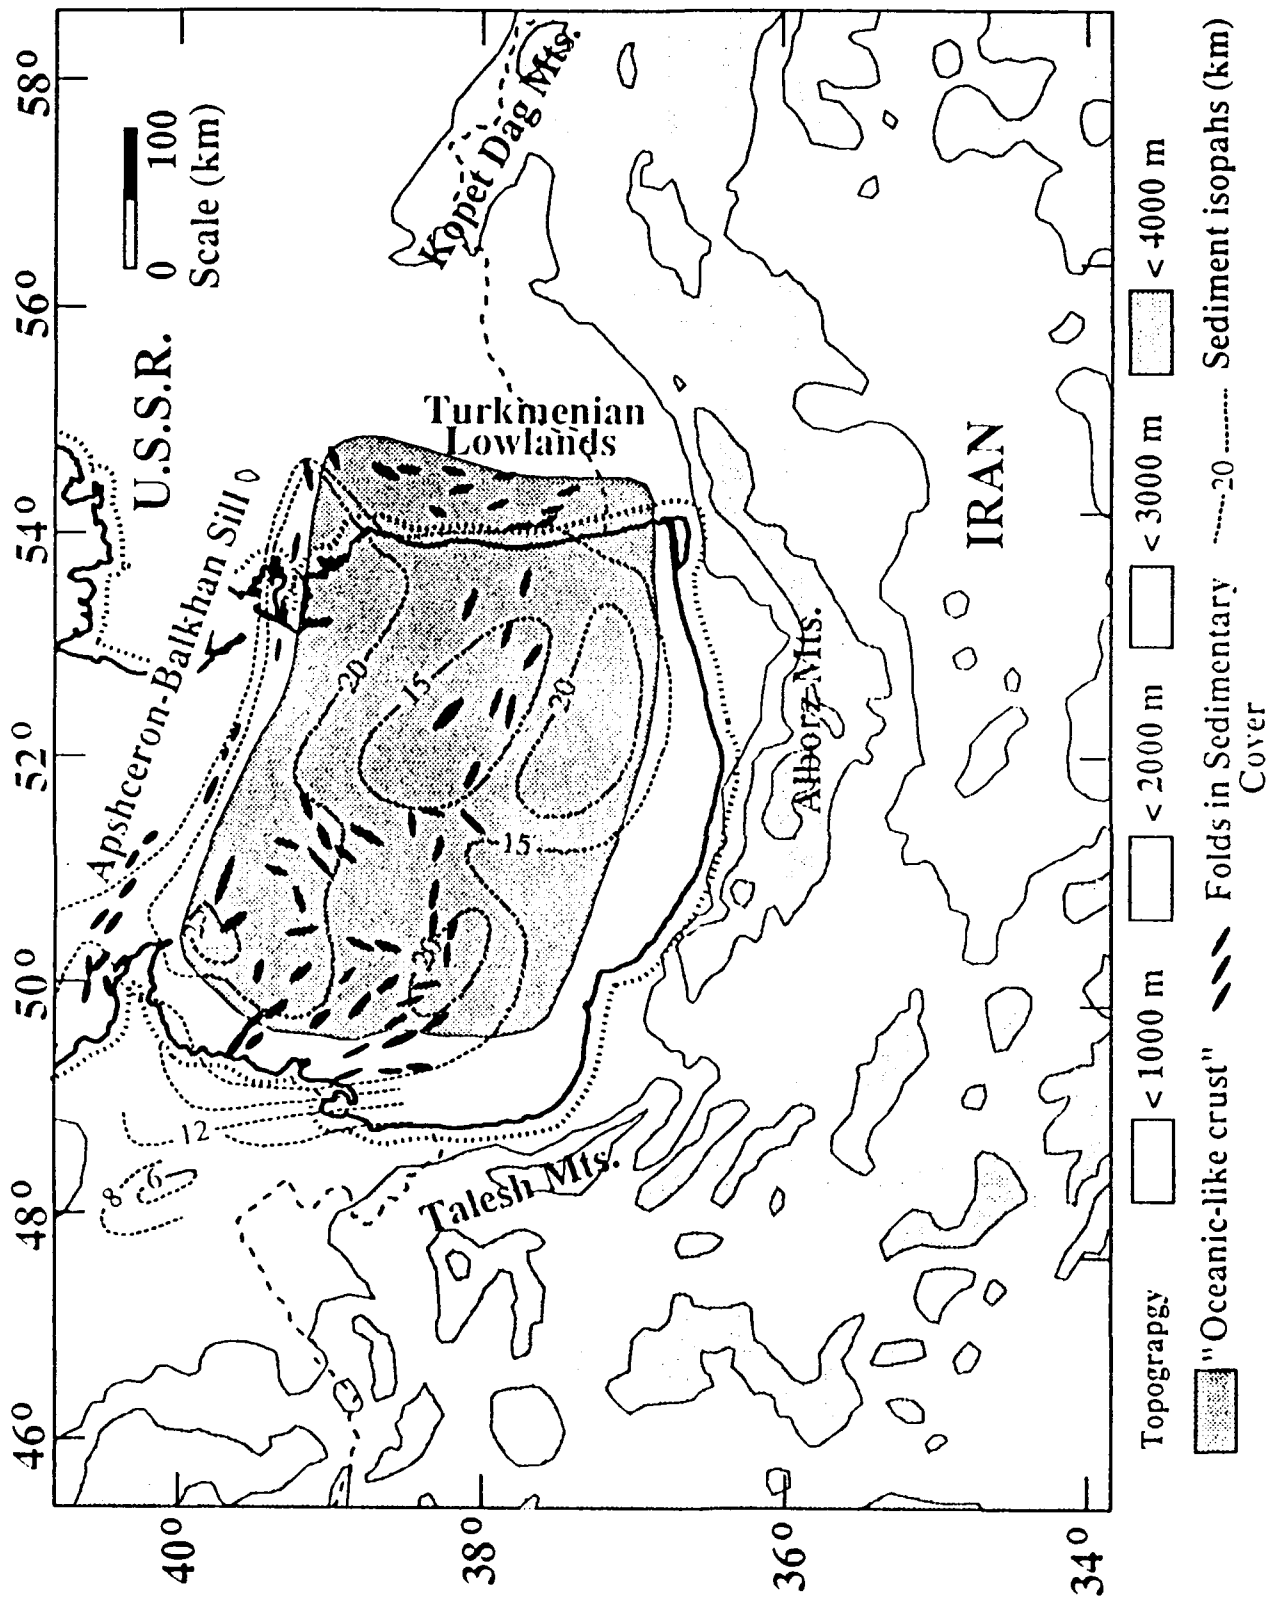 46°
48°
50°
52°
54°
56°
58°
40°
38°
36°
34°
U.S.S.R.
0 100
Scale (km)
Apshceron-Balkhan Sill
Kopet Dag Mts.
Turkmenian
Lowlands
20
15
20
15
25
12
8
6
Talesh Mts.
Alborz Mts.
IRAN
Topograpgy < 1000 m < 2000 m < 3000 m < 4000 m
"Oceanic-like crust" Folds in Sedimentary
Cover
20 Sediment isopahs (km)